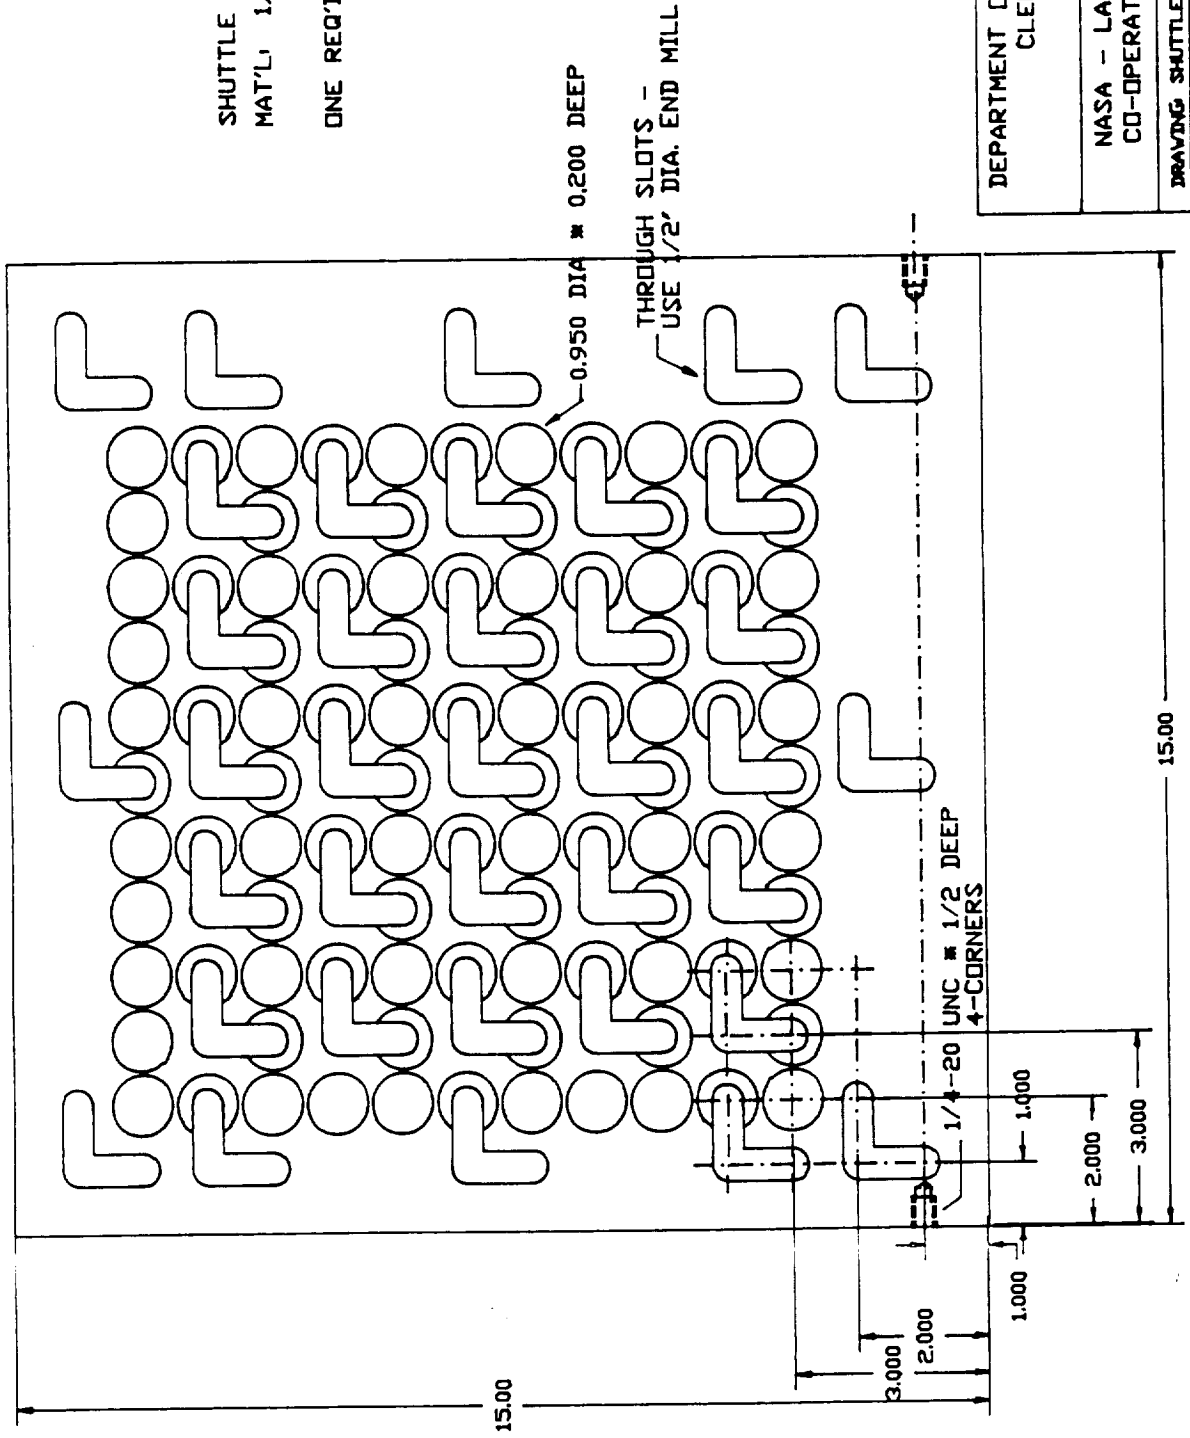 SHUTTLE
MAT'L: 1/
ONE REQ'I
0.950 DIA * 0.200 DEEP
THROUGH SLOTS -
USE 1/2' DIA. END MILL
1/4-20 UNC * 1/2 DEEP
4-CORNERS
15.00
3.000
2.000
1.000
1.000
2.000
3.000
15.00
DEPARTMENT
CLE
NASA - LA
CO-OPERAT
DRAWING SHUTTLE